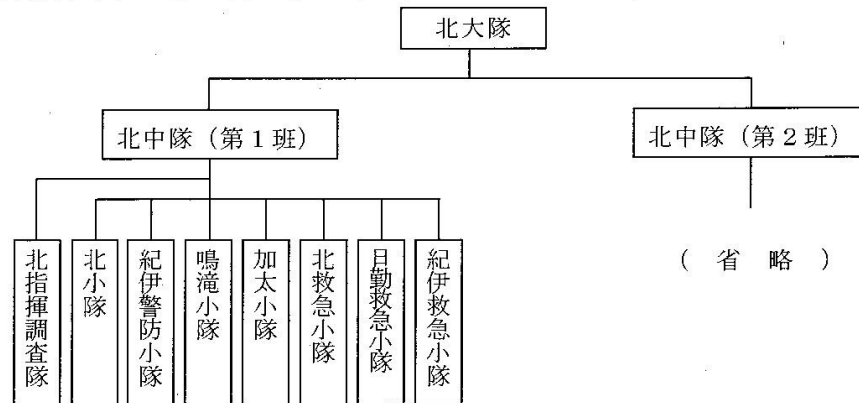 北大隊
北中隊（第１班）
北中隊（第２班）
（省略）
北指揮調査隊
北小隊
紀伊警防小隊
鳴滝小隊
加太小隊
北救急小隊
日勤救急小隊
紀伊救急小隊